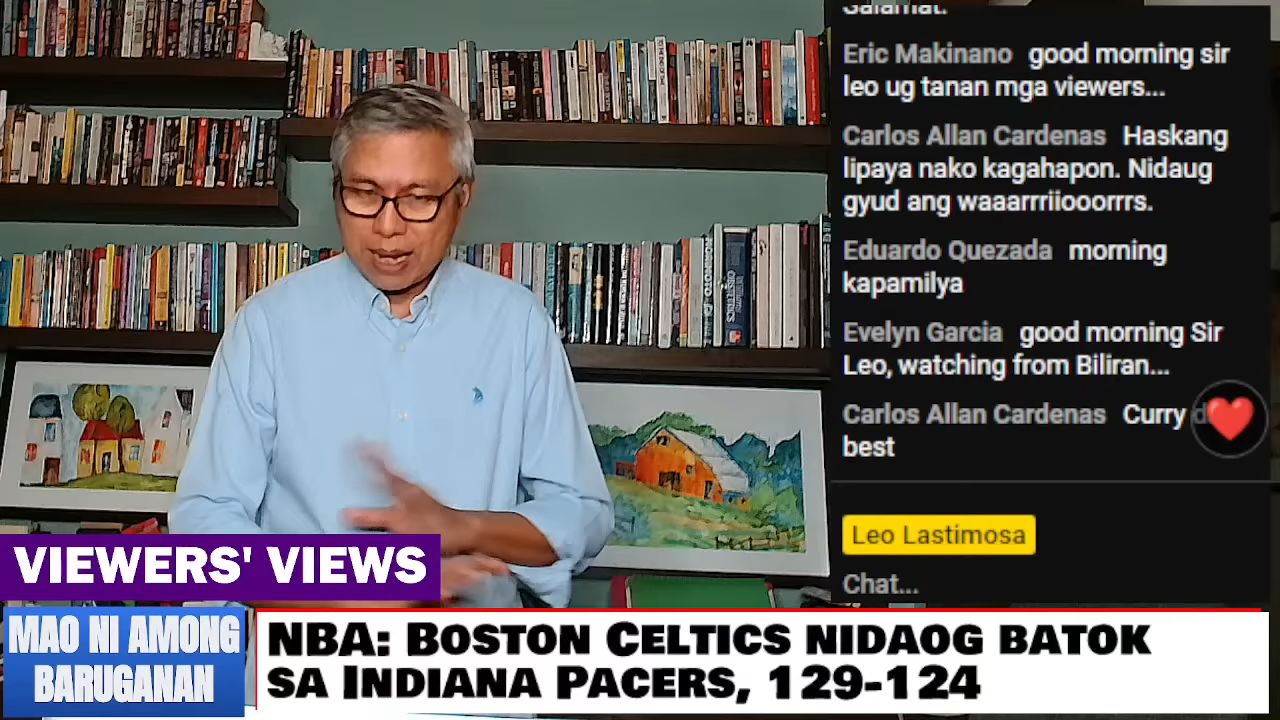 Salamat.
Eric Makinano good morning sir
leo ug tanan mga viewers...
Carlos Allan Cardenas Haskang
lipaya nako kagahapon. Nidaug
gyud ang waaarrriiooorrrs.
Eduardo Quezada morning
kapamilya
Evelyn Garcia good morning Sir
Leo, watching from Biliran...
Carlos Allan Cardenas Curry
best
Leo Lastimosa
Chat...
VIEWERS' VIEWS
MAO NI AMONG
BARUGANAN
NBA: BOSTON CELTICS NIDAOG BATOK
SA INDIANA PACERS, 129-124